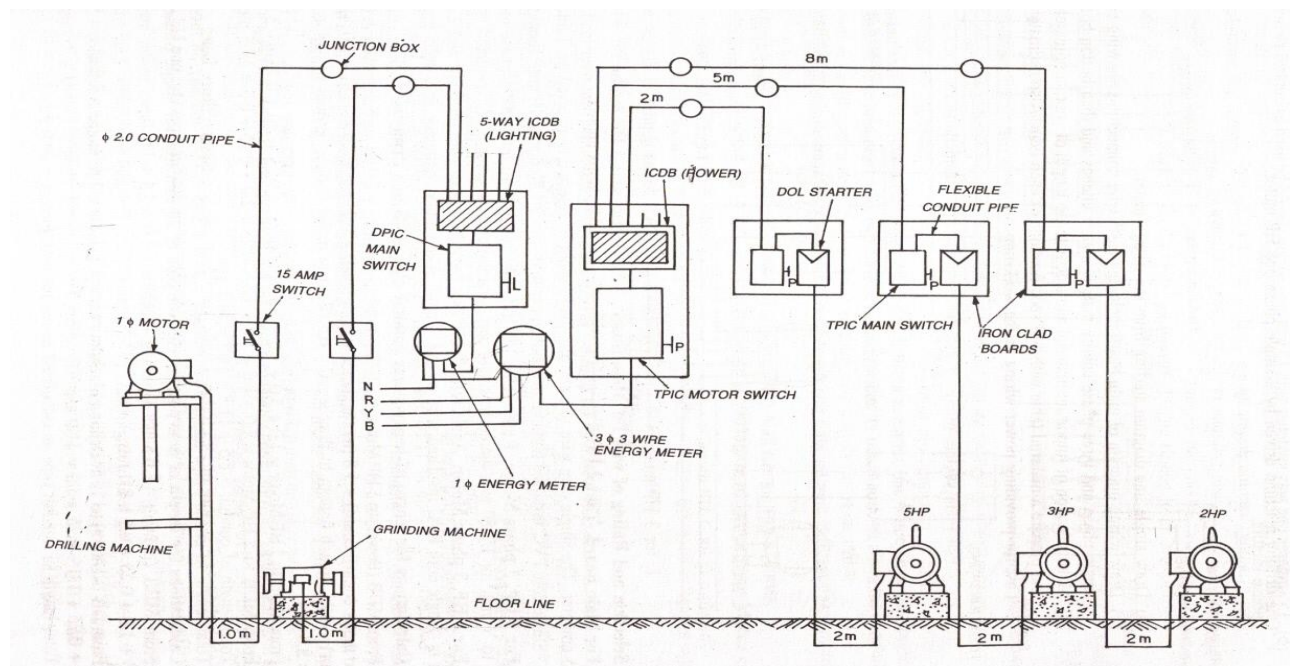 JUNCTION BOX
8m
5m
2m
5-WAY ICDB
(LIGHTING)
ϕ 2.0 CONDUIT PIPE
ICDB (POWER)
DOL STARTER
FLEXIBLE
CONDUIT PIPE
DPIC
MAIN
SWITCH
15 AMP
SWITCH
L
P
P
P
1 ϕ MOTOR
P
TPIC MAIN SWITCH
IRON CLAD
BOARDS
N
R
Y
B
TPIC MOTOR SWITCH
3 ϕ 3 WIRE
ENERGY METER
1 ϕ ENERGY METER
5HP
3HP
2HP
GRINDING MACHINE
DRILLING MACHINE
FLOOR LINE
1.0m
1.0m
2m
2m
2m